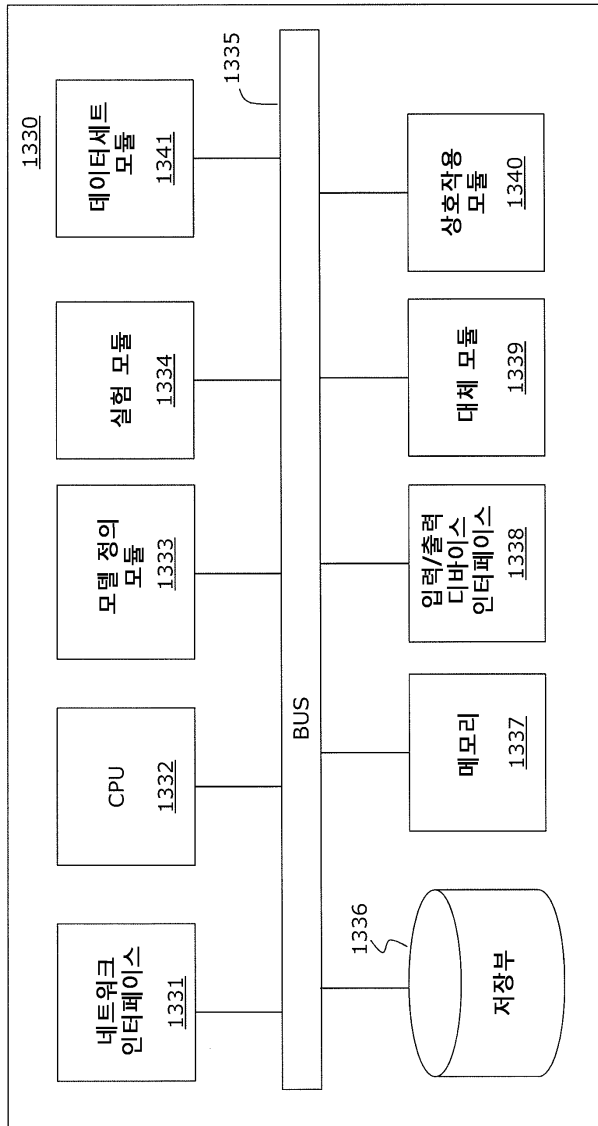 1330
네트워크
인터페이스
1331
CPU
1332
모델 정의
모듈
1333
실험 모듈
1334
데이터세트
모듈
1341
BUS
1335
1336
저장부
메모리
1337
입력/출력
디바이스
인터페이스
1338
대체 모듈
1339
상호작용
모듈
1340